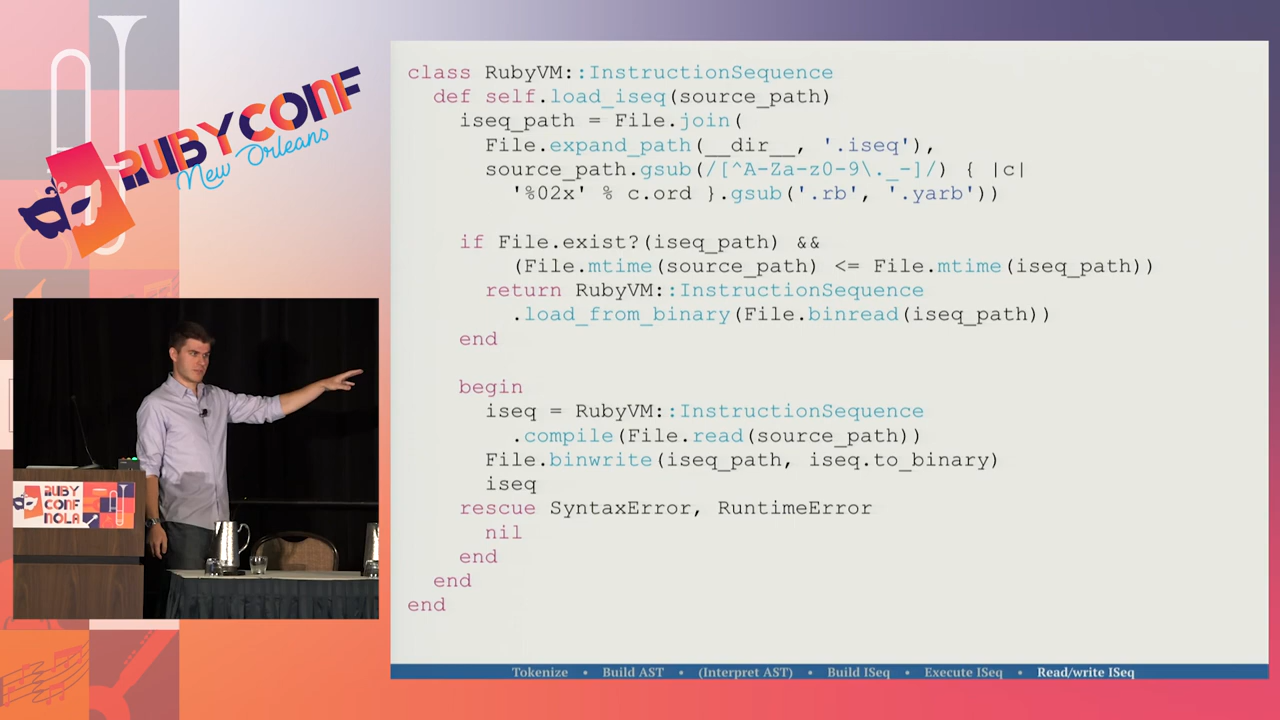 RUBYCONF
New Orleans
RUBY
CONF
NOLA
class RubyVM::InstructionSequence
  def self.load_iseq(source_path)
    iseq_path = File.join(
      File.expand_path(__dir__, '.iseq'),
      source_path.gsub(/[^A-Za-z0-9\._-]/) { |c|
        '%02x' % c.ord }.gsub('.rb', '.yarb'))
    if File.exist?(iseq_path) &&
        (File.mtime(source_path) <= File.mtime(iseq_path))
      return RubyVM::InstructionSequence
        .load_from_binary(File.binread(iseq_path))
    end
    begin
      iseq = RubyVM::InstructionSequence
        .compile(File.read(source_path))
      File.binwrite(iseq_path, iseq.to_binary)
      iseq
    rescue SyntaxError, RuntimeError
      nil
    end
  end
end
Tokenize • Build AST • (Interpret AST) • Build ISeq • Execute ISeq • Read/write ISeq